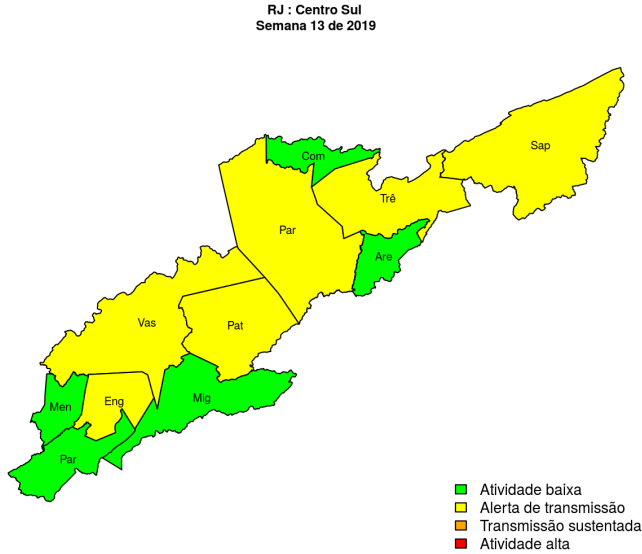 RJ : Centro Sul
Semana 13 de 2019
Sap
Com
Trê
Par
Are
Vas
Pat
Men
Eng
Mig
Par
Atividade baixa
Alerta de transmissão
Transmissão sustentada
Atividade alta